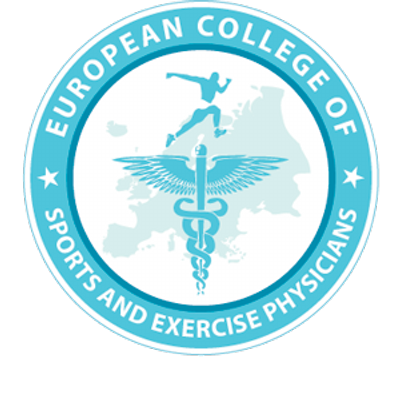 EUROPEAN COLLEGE OF
SPORTS AND EXERCISE PHYSICIANS